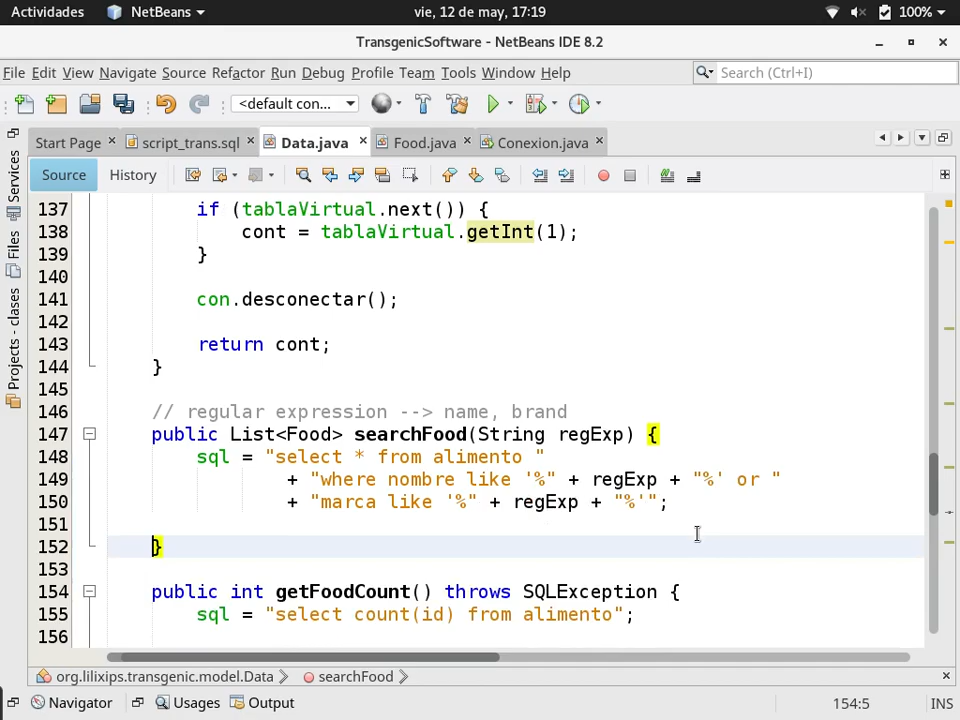 Actividades NetBeans vie, 12 de may, 17:19 100%
TransgenicSoftware - NetBeans IDE 8.2
File Edit View Navigate Source Refactor Run Debug Profile Team Tools Window Help Search (Ctrl+I)
<default con...
Start Page script_trans.sql Data.java Food.java Conexion.java
Source History
Services
Files
Projects - clases
137 if (tablaVirtual.next()) {
138 cont = tablaVirtual.getInt(1);
139 }
140
141 con.desconectar();
142
143 return cont;
144 }
145
146 // regular expression --> name, brand
147 public List<Food> searchFood(String regExp) {
148 sql = "select * from alimento "
149 + "where nombre like '%" + regExp + "%' or "
150 + "marca like '%" + regExp + "%'";
151
152 }
153
154 public int getFoodCount() throws SQLException {
155 sql = "select count(id) from alimento";
156
org.lilixips.transgenic.model.Data searchFood
Navigator Usages Output 154:5 INS